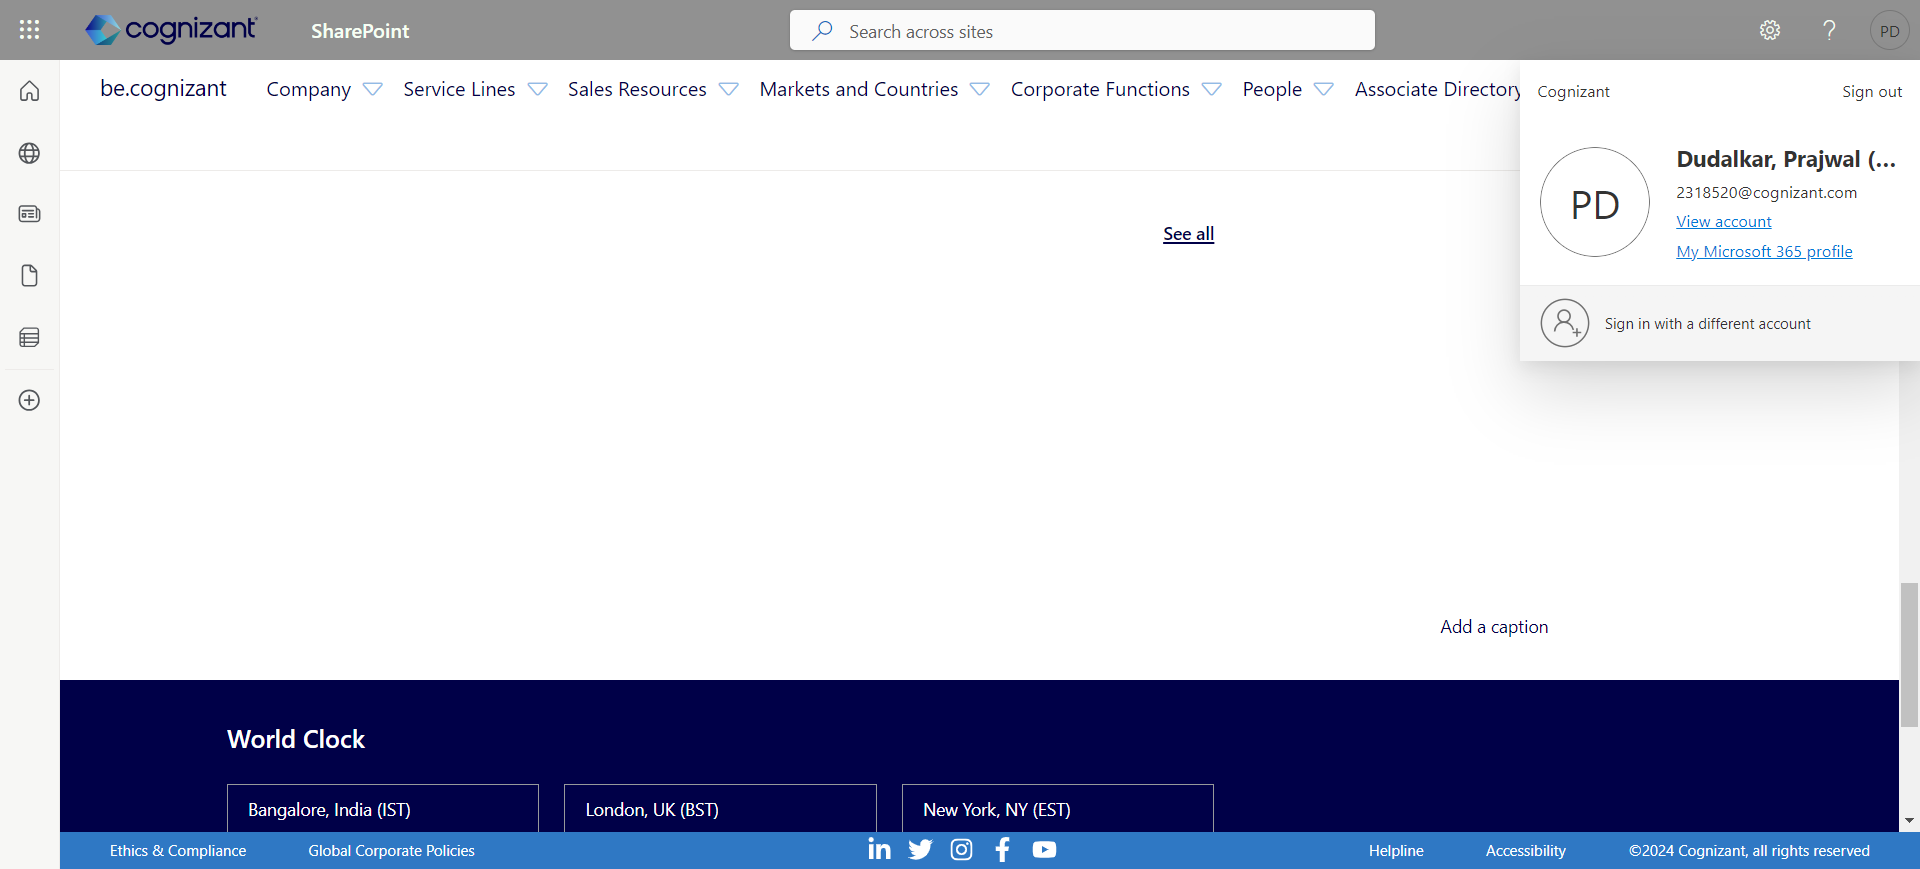 cognizant
SharePoint
Search across sites
PD
be.cognizant
Company
Service Lines
Sales Resources
Markets and Countries
Corporate Functions
People
Associate Directory
Cognizant
Sign out
PD
Dudalkar, Prajwal (...
2318520@cognizant.com
View account
My Microsoft 365 profile
Sign in with a different account
See all
Add a caption
World Clock
Bangalore, India (IST)
London, UK (BST)
New York, NY (EST)
Ethics & Compliance
Global Corporate Policies
Helpline
Accessibility
©2024 Cognizant, all rights reserved